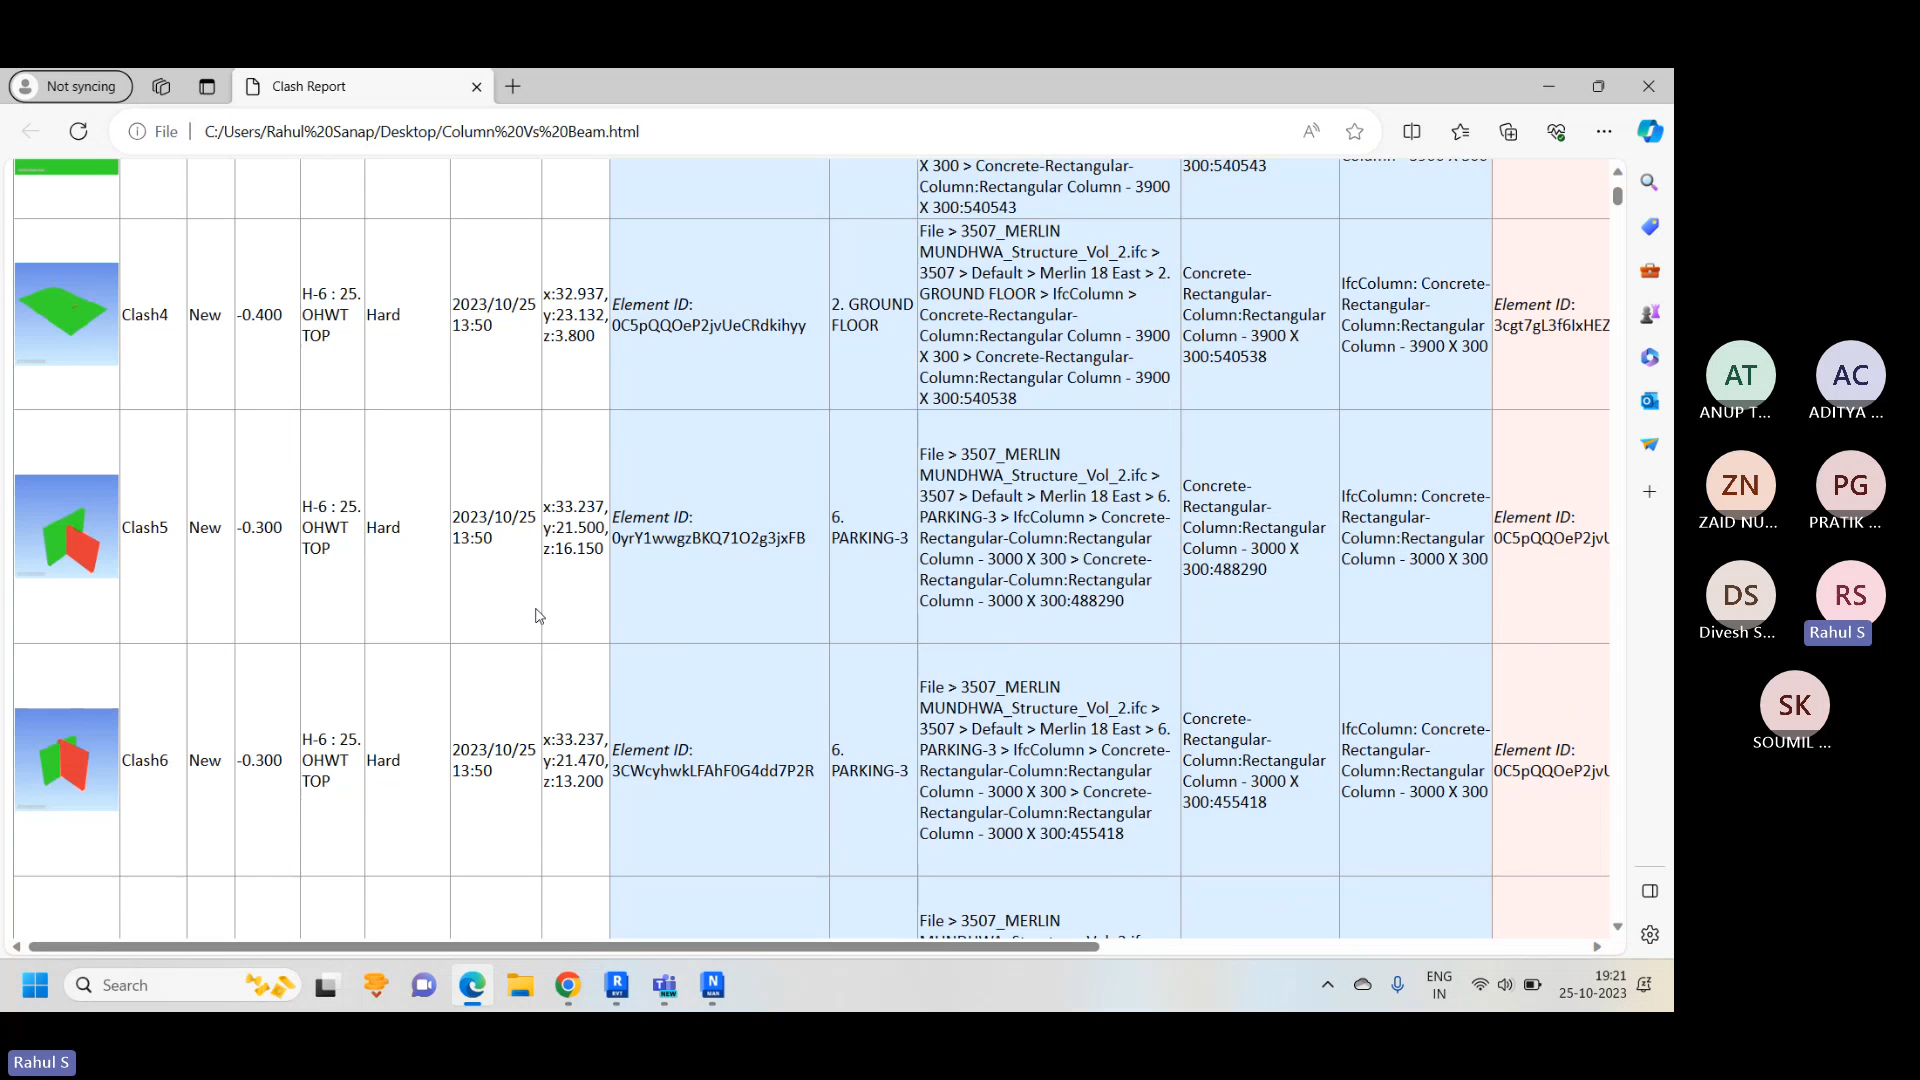 Not syncing
Clash Report
File
C:/Users/Rahul%20Sanap/Desktop/Column%20Vs%20Beam.html
X 300 > Concrete-Rectangular-
Column:Rectangular Column - 3900
X 300:540543
300:540543
Clash4
New
-0.400
H-6 : 25.
OHWT
TOP
Hard
2023/10/25
13:50
x:32.937,
y:23.132,
z:3.800
Element ID:
0C5pQQOeP2jvUeCRdkihyy
2. GROUND
FLOOR
File > 3507_MERLIN
MUNDHWA_Structure_Vol_2.ifc >
3507 > Default > Merlin 18 East > 2.
GROUND FLOOR > IfcColumn >
Concrete-Rectangular-
Column:Rectangular Column - 3900
X 300 > Concrete-Rectangular-
Column:Rectangular Column - 3900
X 300:540538
Concrete-
Rectangular-
Column:Rectangular
Column - 3900 X
300:540538
IfcColumn: Concrete-
Rectangular-
Column:Rectangular
Column - 3900 X 300
Element ID:
3cgt7gL3f6IxHEZ
Clash5
New
-0.300
H-6 : 25.
OHWT
TOP
Hard
2023/10/25
13:50
x:33.237,
y:21.500,
z:16.150
Element ID:
0yrY1wwgzBKQ71O2g3jxFB
6.
PARKING-3
File > 3507_MERLIN
MUNDHWA_Structure_Vol_2.ifc >
3507 > Default > Merlin 18 East > 6.
PARKING-3 > IfcColumn > Concrete-
Rectangular-Column:Rectangular
Column - 3000 X 300 > Concrete-
Rectangular-Column:Rectangular
Column - 3000 X 300:488290
Concrete-
Rectangular-
Column:Rectangular
Column - 3000 X
300:488290
IfcColumn: Concrete-
Rectangular-
Column:Rectangular
Column - 3000 X 300
Element ID:
0C5pQQOeP2jvU
Clash6
New
-0.300
H-6 : 25.
OHWT
TOP
Hard
2023/10/25
13:50
x:33.237,
y:21.470,
z:13.200
Element ID:
3CWcyhwkLFAhF0G4dd7P2R
6.
PARKING-3
File > 3507_MERLIN
MUNDHWA_Structure_Vol_2.ifc >
3507 > Default > Merlin 18 East > 6.
PARKING-3 > IfcColumn > Concrete-
Rectangular-Column:Rectangular
Column - 3000 X 300 > Concrete-
Rectangular-Column:Rectangular
Column - 3000 X 300:455418
Concrete-
Rectangular-
Column:Rectangular
Column - 3000 X
300:455418
IfcColumn: Concrete-
Rectangular-
Column:Rectangular
Column - 3000 X 300
Element ID:
0C5pQQOeP2jvU
File > 3507_MERLIN
Search
ENG
IN
19:21
25-10-2023
AT
ANUP T...
AC
ADITYA ...
ZN
ZAID NU...
PG
PRATIK ...
DS
Divesh S...
RS
Rahul S
SK
SOUMIL ...
Rahul S